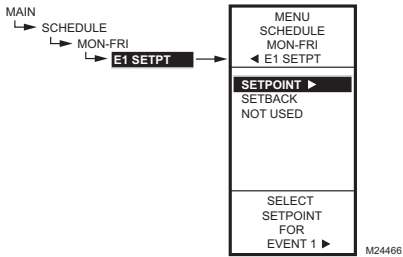 MAIN
SCHEDULE
MON-FRI
E1 SETPT
MENU
SCHEDULE
MON-FRI
◄ E1 SETPT
SETPOINT ►
SETBACK
NOT USED
SELECT
SETPOINT
FOR
EVENT 1 ►
M24466